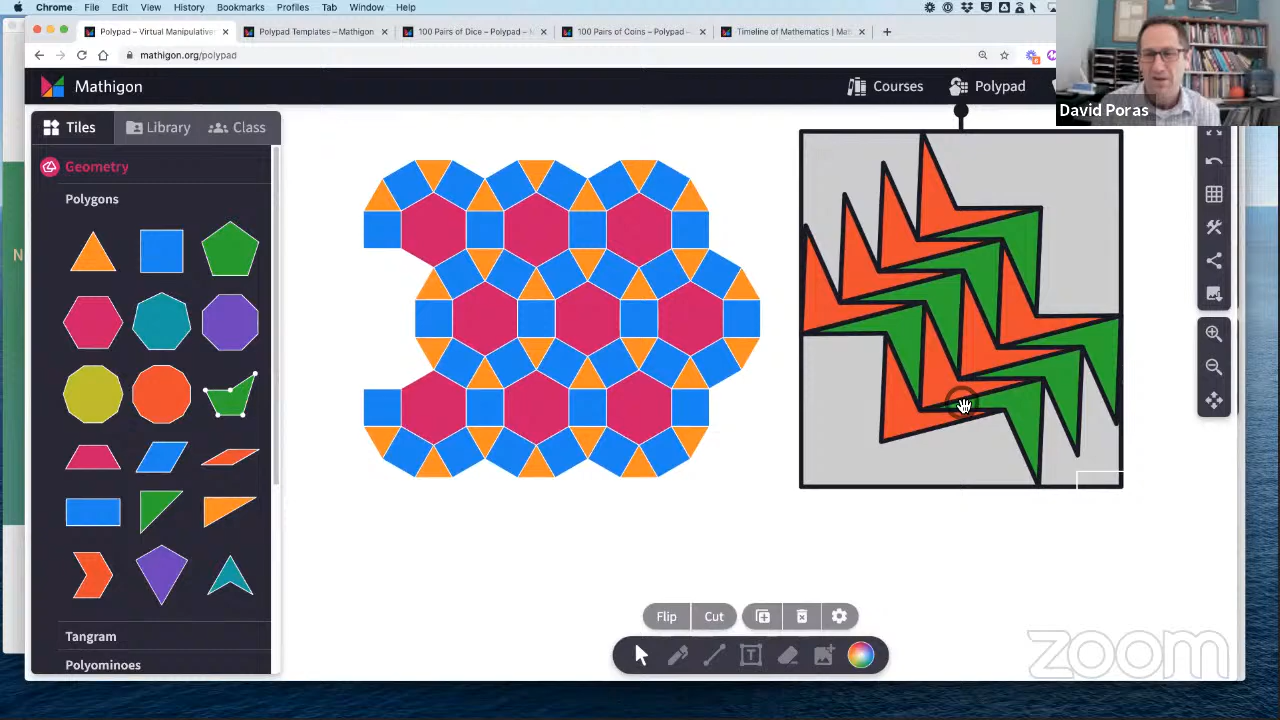 Chrome File Edit View History Bookmarks Profiles Tab Window Help
Polypad – Virtual Manipulative
Polypad Templates – Mathigon
100 Pairs of Dice – Polypad –
100 Pairs of Coins – Polypad –
Timeline of Mathematics | Mat
mathigon.org/polypad
Mathigon
Courses
Polypad
David Poras
Tiles
Library
Class
Geometry
Polygons
N
Tangram
Polyominoes
Flip
Cut
T
zoom